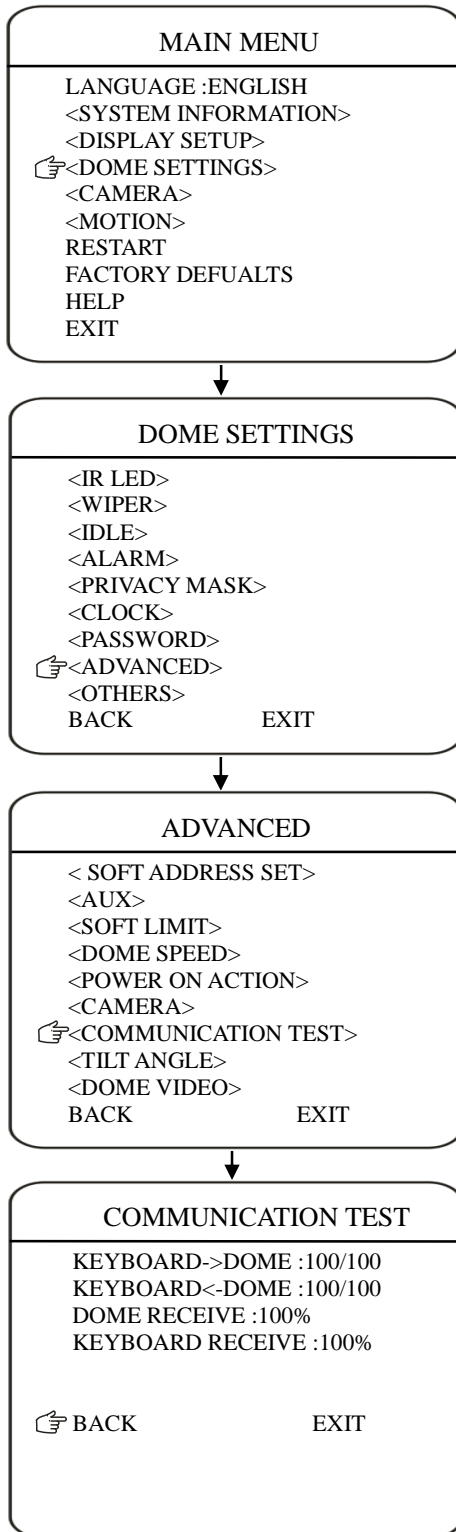 MAIN MENU
LANGUAGE :ENGLISH
<SYSTEM INFORMATION>
<DISPLAY SETUP>
<DOME SETTINGS>
<CAMERA>
<MOTION>
RESTART
FACTORY DEFUALTS
HELP
EXIT
DOME SETTINGS
<IR LED>
<WIPER>
<IDLE>
<ALARM>
<PRIVACY MASK>
<CLOCK>
<PASSWORD>
<ADVANCED>
<OTHERS>
BACK EXIT
ADVANCED
< SOFT ADDRESS SET>
<AUX>
<SOFT LIMIT>
<DOME SPEED>
<POWER ON ACTION>
<CAMERA>
<COMMUNICATION TEST>
<TILT ANGLE>
<DOME VIDEO>
BACK EXIT
COMMUNICATION TEST
KEYBOARD->DOME :100/100
KEYBOARD<-DOME :100/100
DOME RECEIVE :100%
KEYBOARD RECEIVE :100%
BACK EXIT